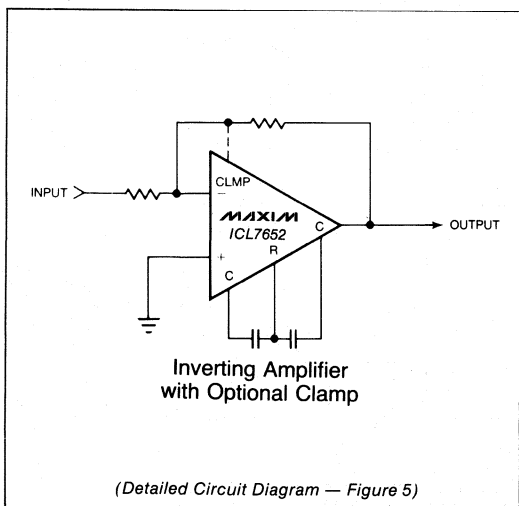 CLMP
INPUT
−
MAXIM
ICL7652
C
OUTPUT
R
+
C
Inverting Amplifier
with Optional Clamp
(Detailed Circuit Diagram — Figure 5)